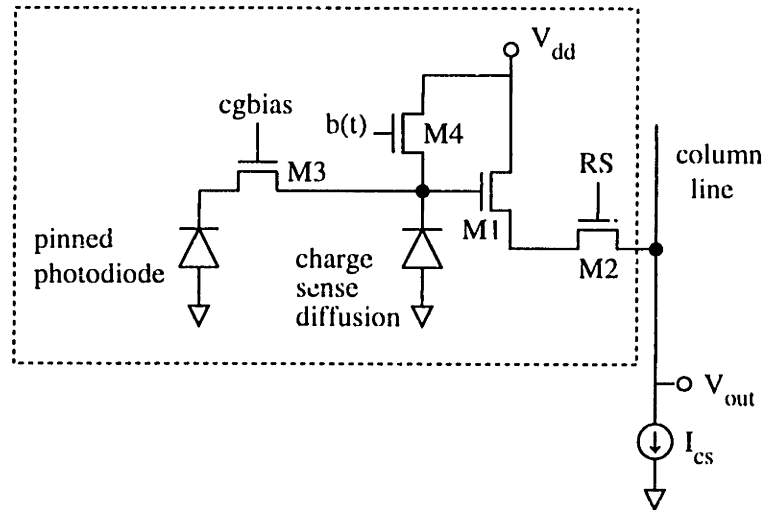 V_dd
cgbias
b(t)
M4
M3
RS
column
line
M1
M2
pinned
photodiode
charge
sense
diffusion
V_out
I_cs